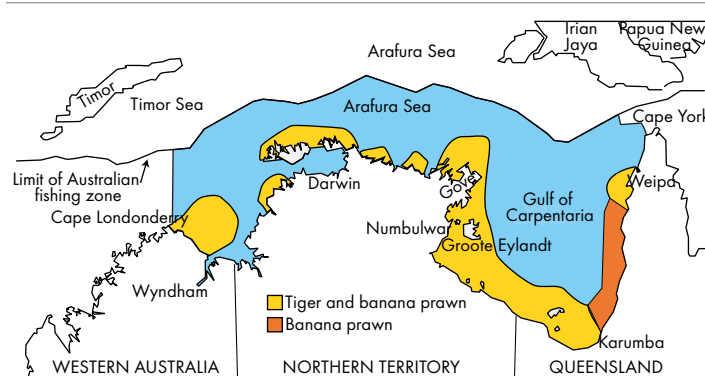 Irian
Jaya
Papua New
Guinea
Arafura Sea
Timor
Timor Sea
Arafura Sea
Cape York
Limit of Australian
fishing zone
Darwin
Gove
Weipa
Gulf of
Carpentaria
Cape Londonderry
Numbulwar
Groote Eylandt
Wyndham
Tiger and banana prawn
Banana prawn
Karumba
WESTERN AUSTRALIA
NORTHERN TERRITORY
QUEENSLAND